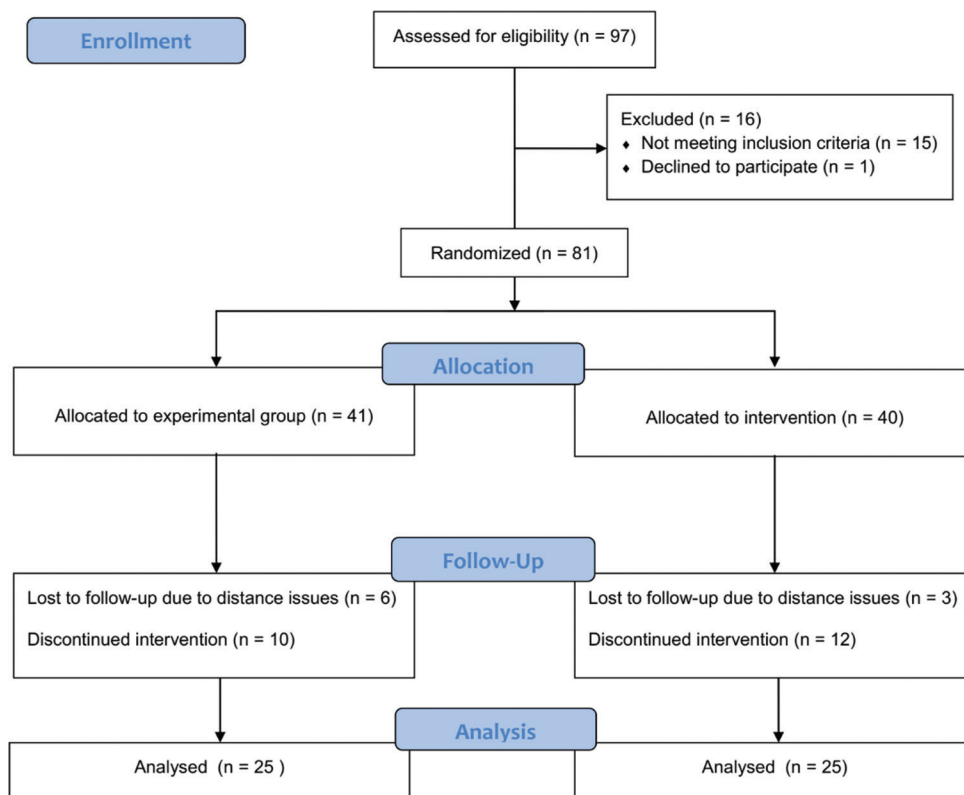 Enrollment
Assessed for eligibility (n = 97)
Excluded (n = 16)
♦ Not meeting inclusion criteria (n = 15)
♦ Declined to participate (n = 1)
Randomized (n = 81)
Allocation
Allocated to experimental group (n = 41)
Allocated to intervention (n = 40)
Follow-Up
Lost to follow-up due to distance issues (n = 6)
Discontinued intervention (n = 10)
Lost to follow-up due to distance issues (n = 3)
Discontinued intervention (n = 12)
Analysis
Analysed (n = 25 )
Analysed (n = 25)